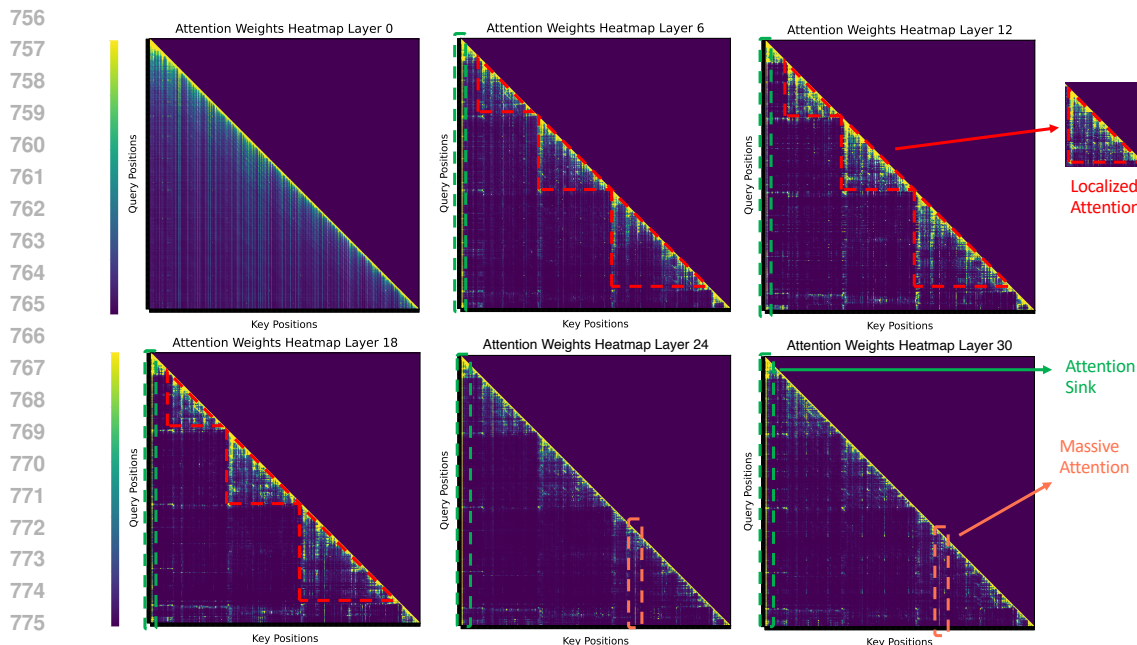 756
757
758
759
760
761
762
763
764
765
766
767
768
769
770
771
772
773
774
775
Attention Weights Heatmap Layer 0
Query Positions
Key Positions
Attention Weights Heatmap Layer 6
Query Positions
Key Positions
Attention Weights Heatmap Layer 12
Query Positions
Key Positions
Localized
Attention
Attention Weights Heatmap Layer 18
Query Positions
Key Positions
Attention Weights Heatmap Layer 24
Query Positions
Key Positions
Attention Weights Heatmap Layer 30
Query Positions
Key Positions
Attention
Sink
Massive
Attention